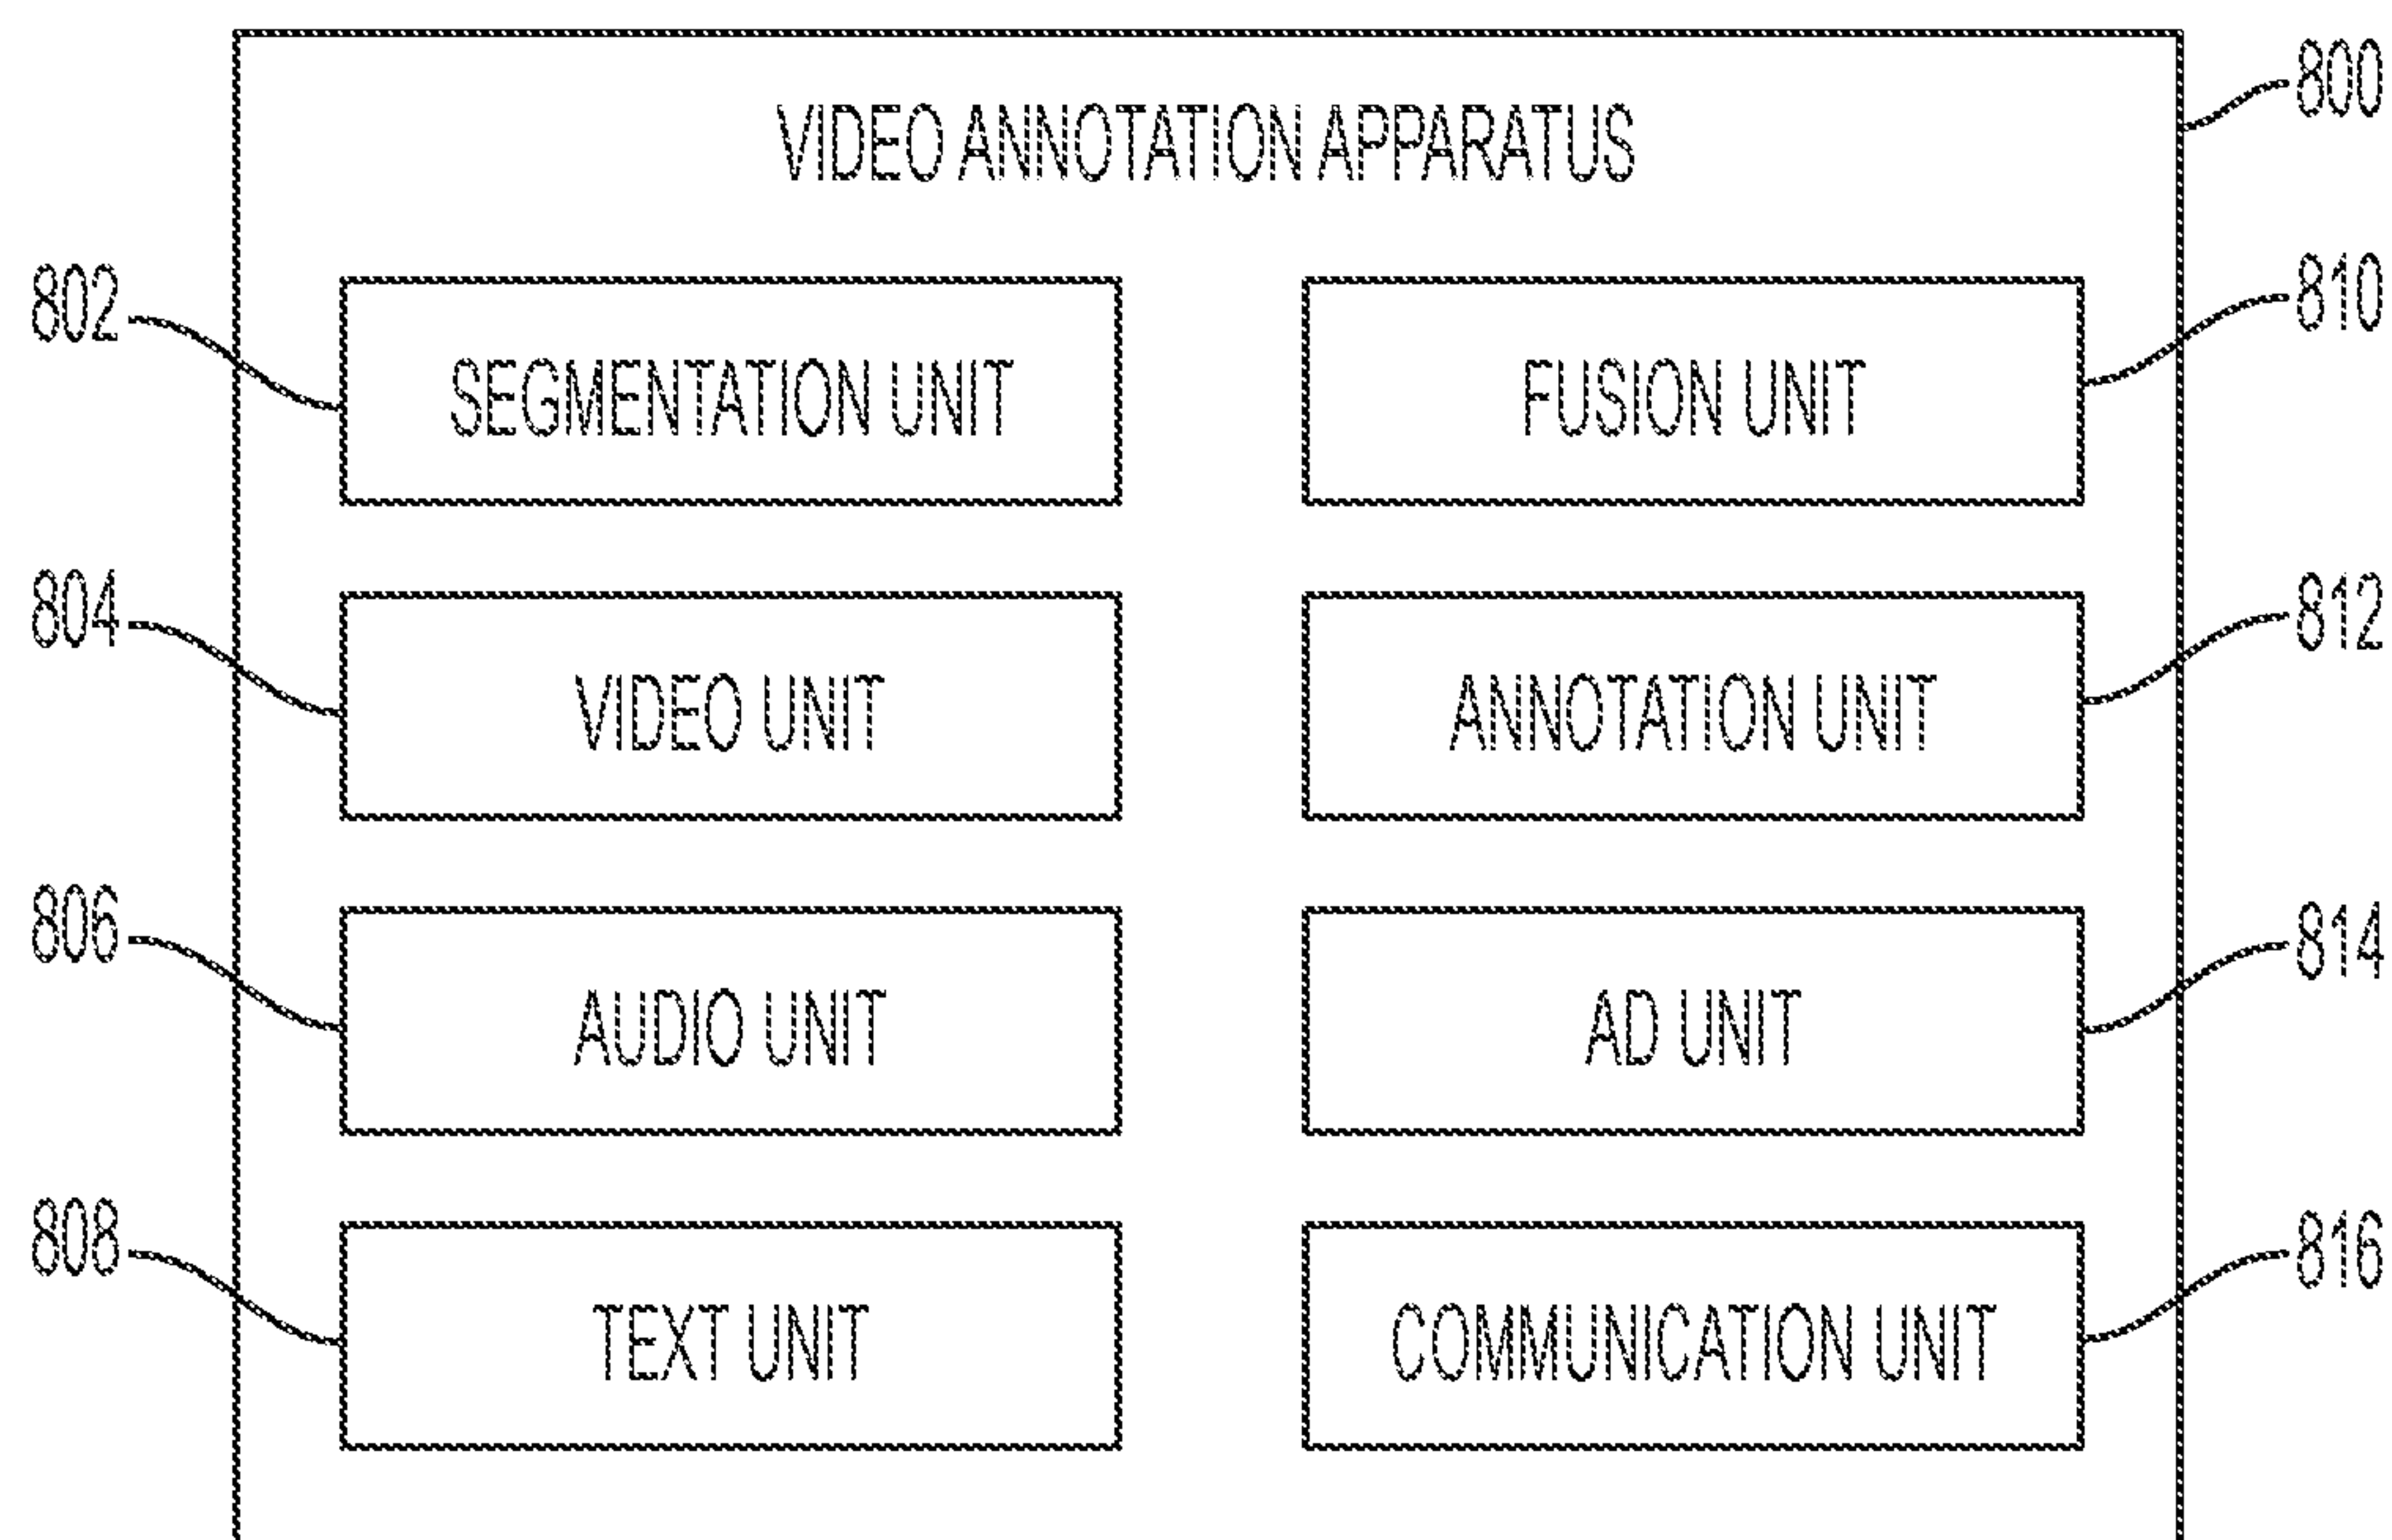 800
VIDEO ANNOTATION APPARATUS
802
SEGMENTATION UNIT
FUSION UNIT
810
804
VIDEO UNIT
ANNOTATION UNIT
812
806
AUDIO UNIT
AD UNIT
814
808
TEXT UNIT
COMMUNICATION UNIT
816